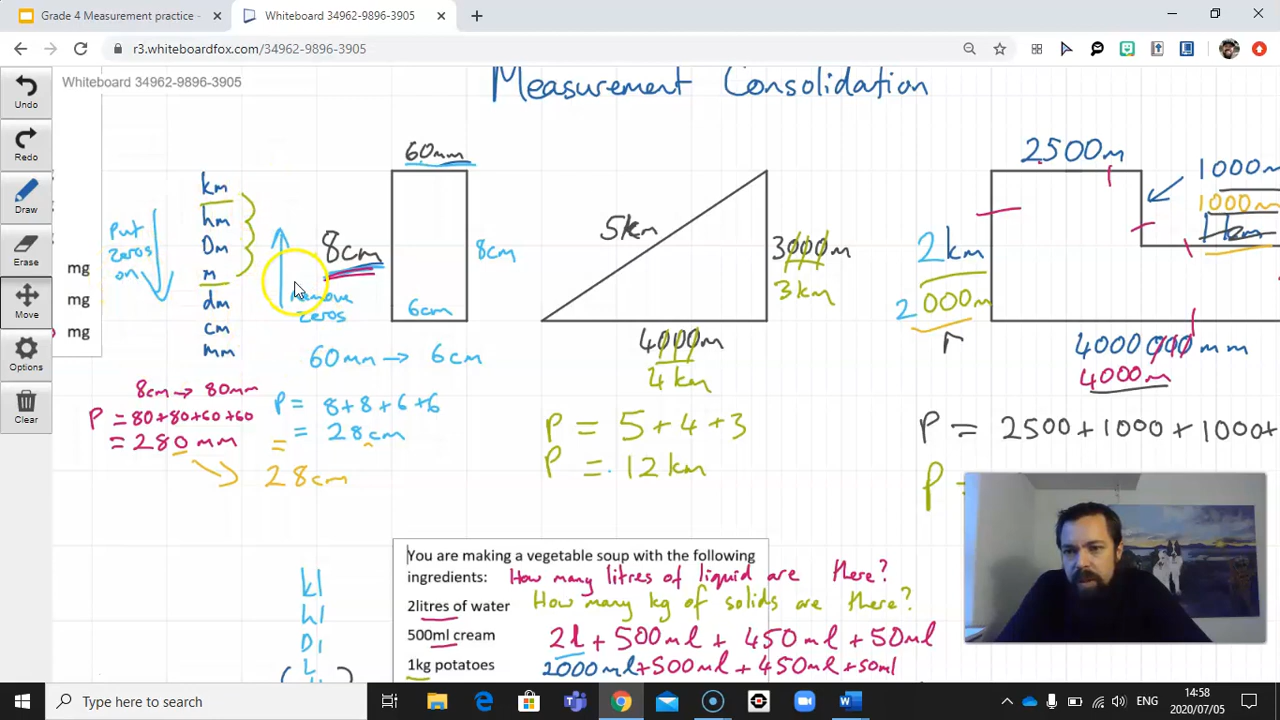 Grade 4 Measurement practice -
Whiteboard 34962-9896-3905
r3.whiteboardfox.com/34962-9896-3905
Whiteboard 34962-9896-3905
Undo
Redo
Draw
Erase
Move
Options
Clear
mg
mg
mg
Measurement Consolidation
Put zeros on
km
hm
Dm
m
dm
cm
mm
Remove zeros
60mm
8cm
8cm
6cm
60mm → 6cm
8cm → 80mm
P = 80+80+60+60
= 280 mm
28cm
P = 8+8+6+6
= 28cm
=
5km
3000m
3km
4000m
4 km
P = 5+4+3
P = 12 km
2500m
1000m
1000m
1km
2km
2000m
4000000mm
4000m
P = 2500+1000+1000+
P =
kl
hl
Dl
L
You are making a vegetable soup with the following
ingredients:
How many litres of liquid are there?
2litres of water
How many kg of solids are there?
500ml cream
2l + 500ml + 450ml + 50ml
1kg potatoes
2000ml+500ml + 450ml +50ml
Type here to search
ENG
14:58
2020/07/05